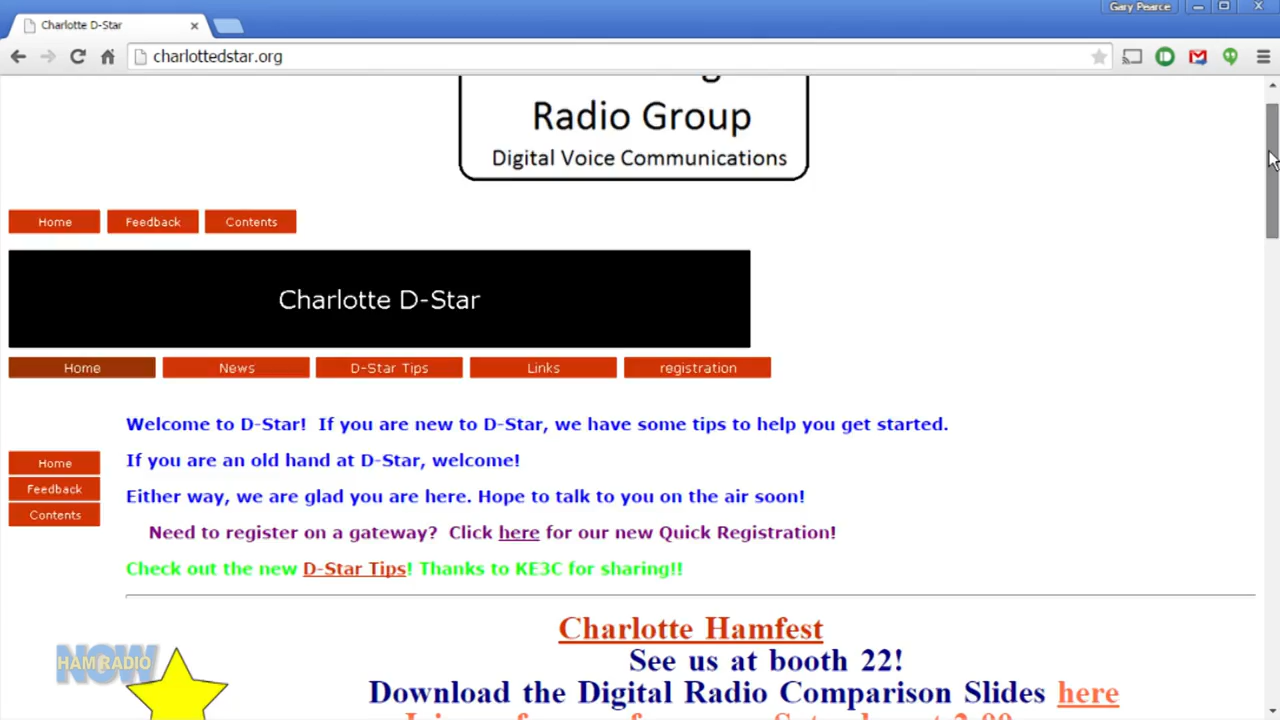 Gary Pearce
Charlotte D-Star
charlottedstar.org
Radio Group
Digital Voice Communications
Home Feedback Contents
Charlotte D-Star
Home News D-Star Tips Links registration
Welcome to D-Star! If you are new to D-Star, we have some tips to help you get started.
If you are an old hand at D-Star, welcome!
Either way, we are glad you are here. Hope to talk to you on the air soon!
Need to register on a gateway? Click here for our new Quick Registration!
Check out the new D-Star Tips! Thanks to KE3C for sharing!!
Home
Feedback
Contents
Charlotte Hamfest
See us at booth 22!
Download the Digital Radio Comparison Slides here
HAM RADIO
NOW